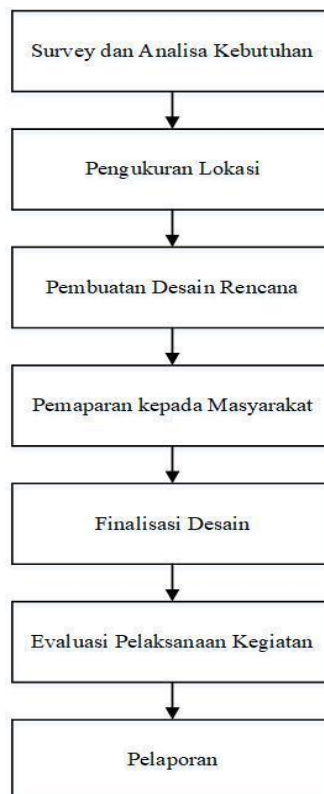 Survey dan Analisa Kebutuhan
Pengukuran Lokasi
Pembuatan Desain Rencana
Pemaparan kepada Masyarakat
Finalisasi Desain
Evaluasi Pelaksanaan Kegiatan
Pelaporan